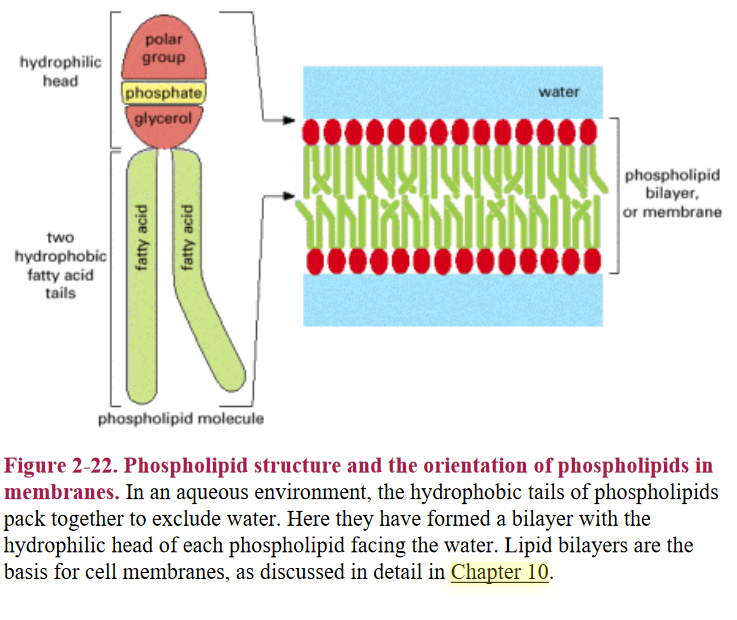 polar
group
hydrophilic
head
phosphate
glycerol
water
phospholipid
bilayer,
or membrane
fatty acid
fatty acid
two
hydrophobic
fatty acid
tails
phospholipid molecule
Figure 2-22. Phospholipid structure and the orientation of phospholipids in
membranes. In an aqueous environment, the hydrophobic tails of phospholipids
pack together to exclude water. Here they have formed a bilayer with the
hydrophilic head of each phospholipid facing the water. Lipid bilayers are the
basis for cell membranes, as discussed in detail in Chapter 10.